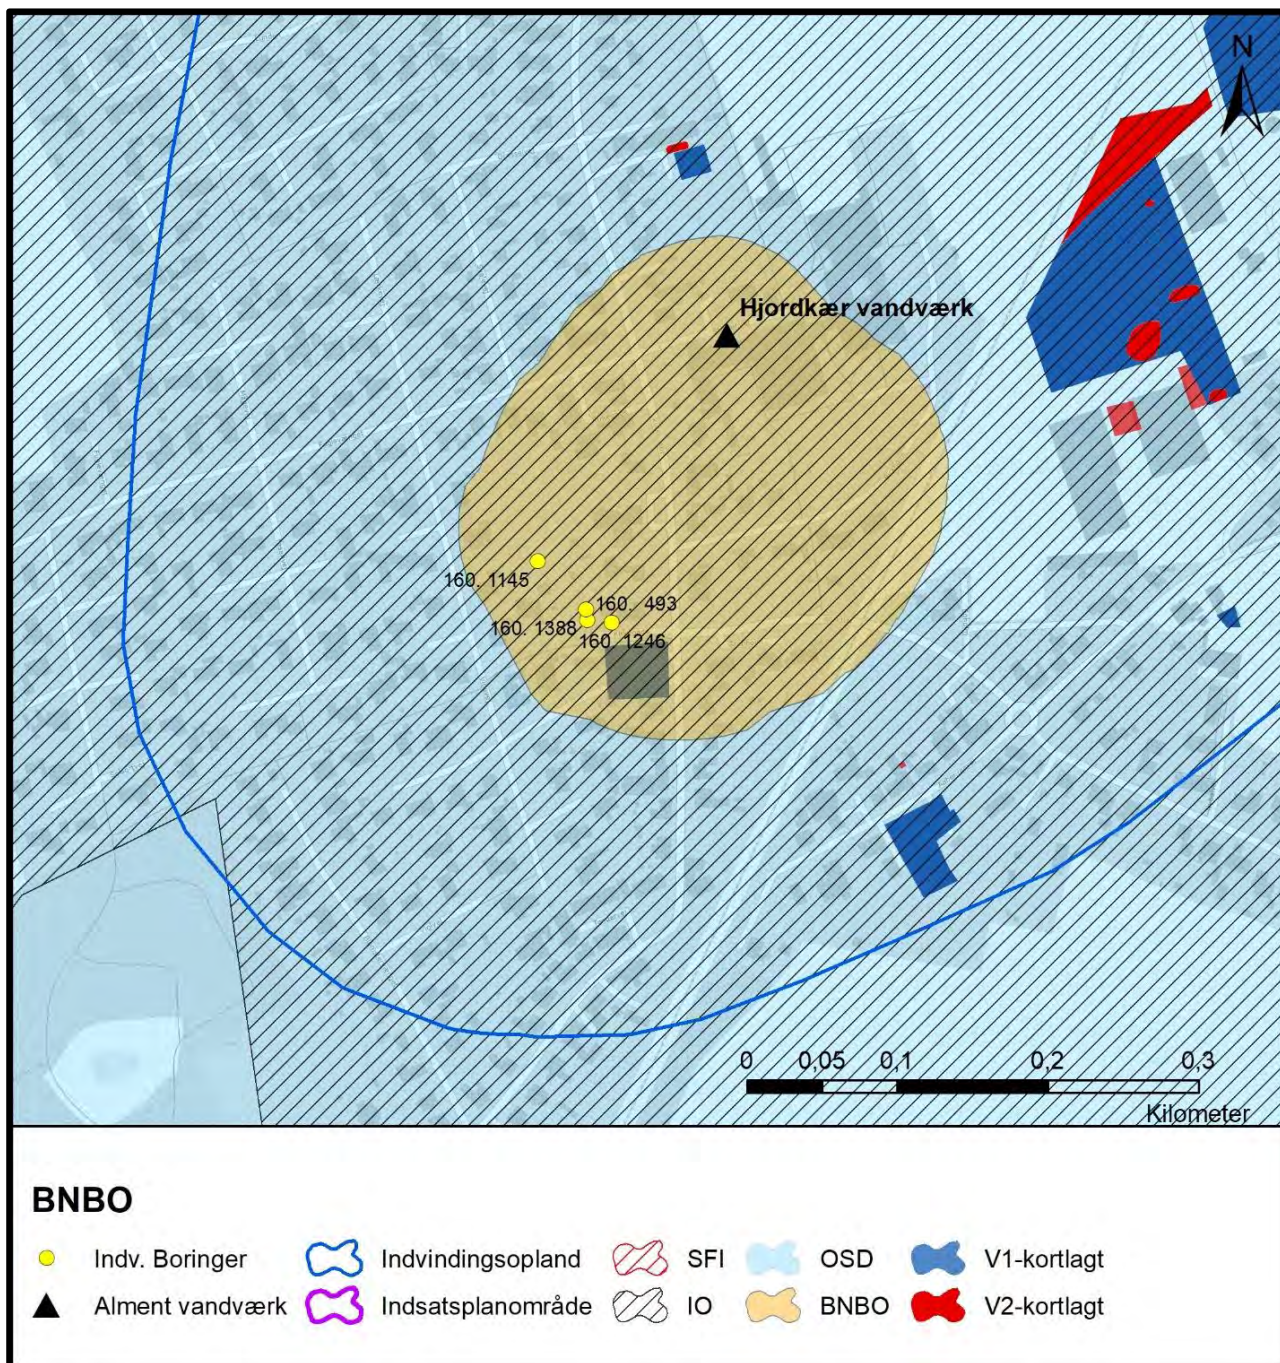 N
Hjordkær vandværk
160. 1145
160. 493
160. 1388
160. 1246
0 0,05 0,1 0,2 0,3
Kilometer
BNBO
Indv. Boringer
Indvindingsopland
SFI
OSD
V1-kortlagt
Alment vandværk
Indsatsplanområde
IO
BNBO
V2-kortlagt